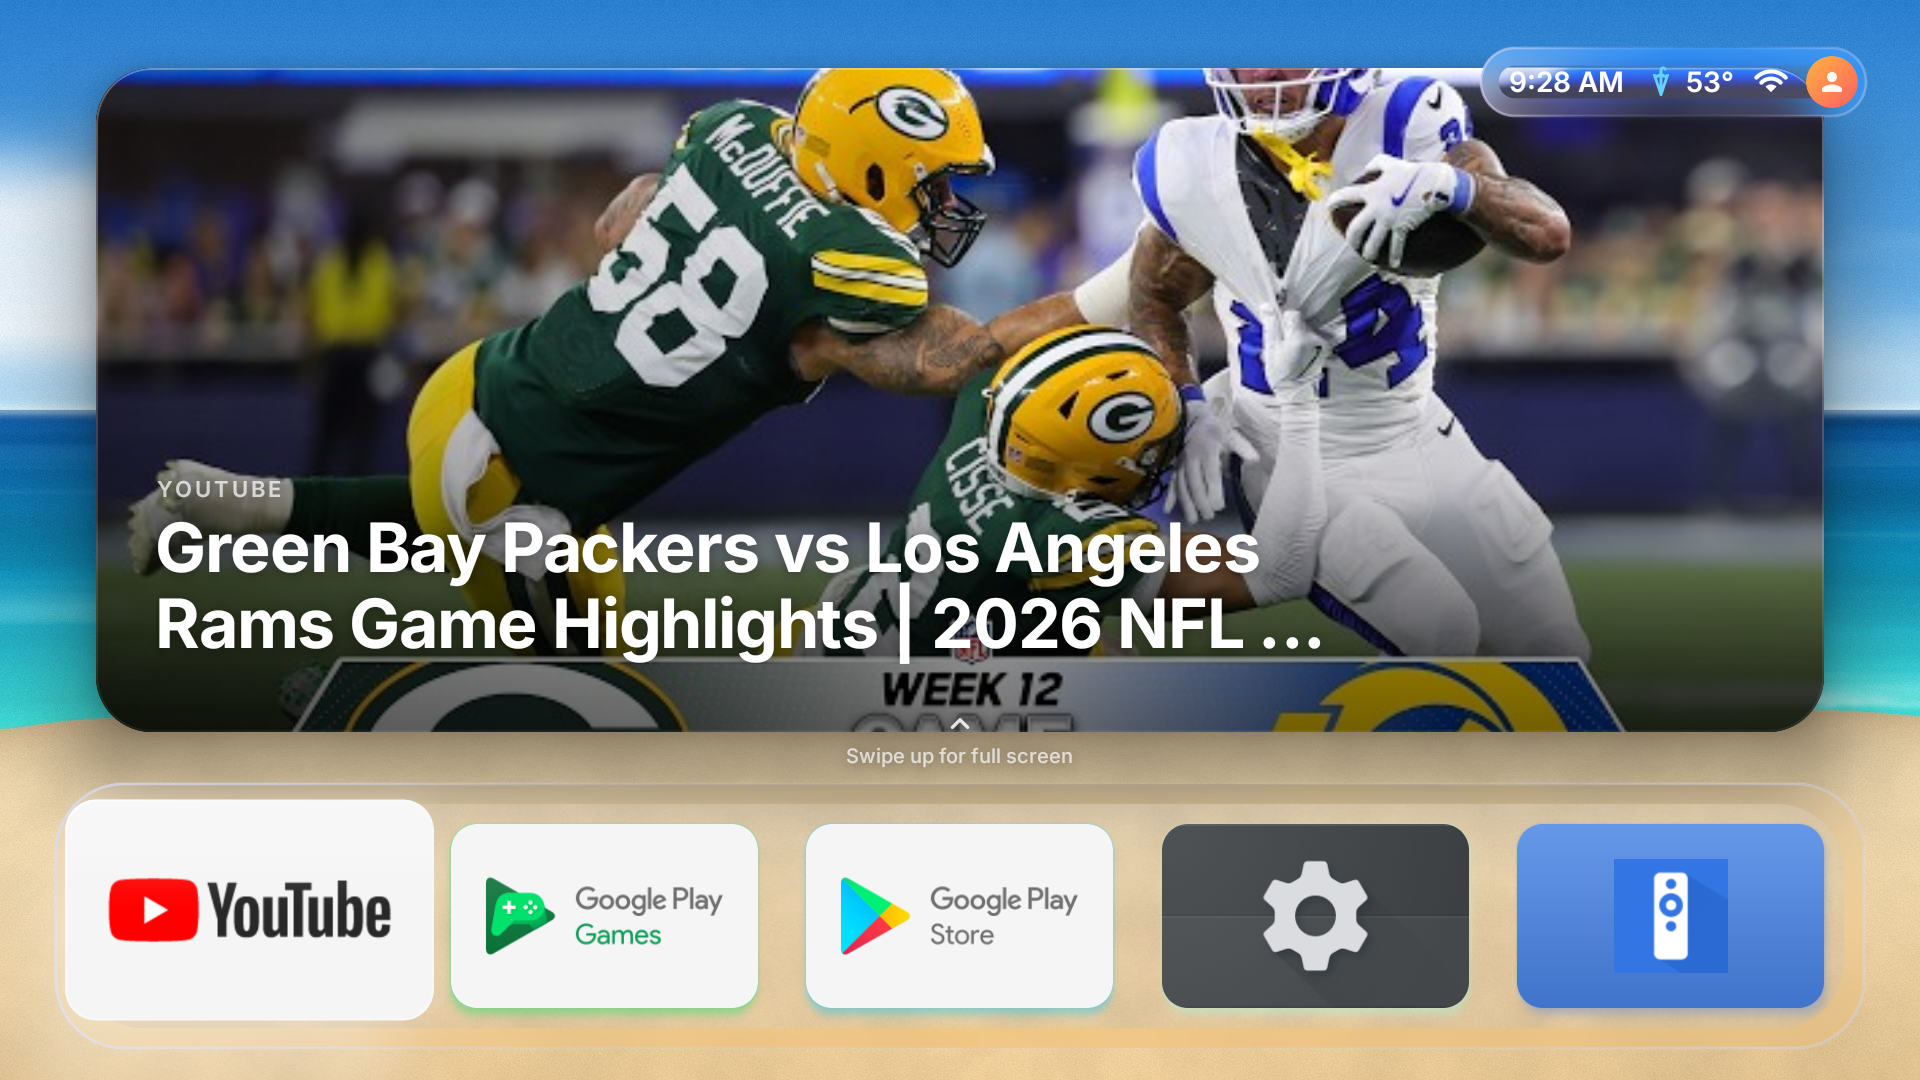 9:28 AM 53°
McDUFFIE
58
CISSE
YOUTUBE
Green Bay Packers vs Los Angeles
Rams Game Highlights | 2026 NFL ...
WEEK 12
GAME
Swipe up for full screen
YouTube
Google Play
Games
Google Play
Store